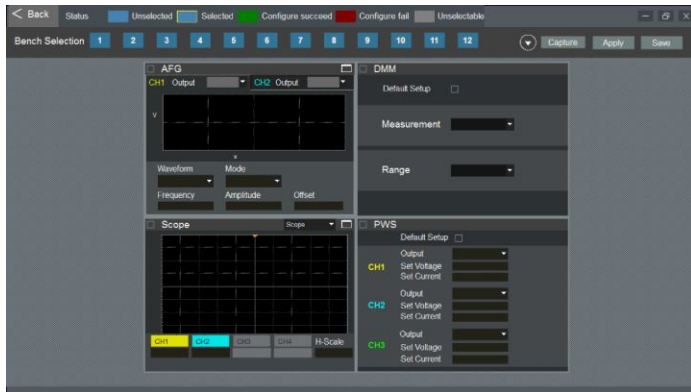 < Back Status Unselected Selected Configure succeed Configure fail Unselectable
Bench Selection 1 2 3 4 5 6 7 8 9 10 11 12 Capture Apply Save
AFG
CH1 Output CH2 Output
V
Waveform Mode
Frequency Amplitude Offset
DMM
Default Setup
Measurement
Range
Scope Scope
CH1 CH2 CH3 CH4 H-Scale
PWS
Default Setup
Output
CH1 Set Voltage
Set Current
Output
CH2 Set Voltage
Set Current
Output
CH3 Set Voltage
Set Current